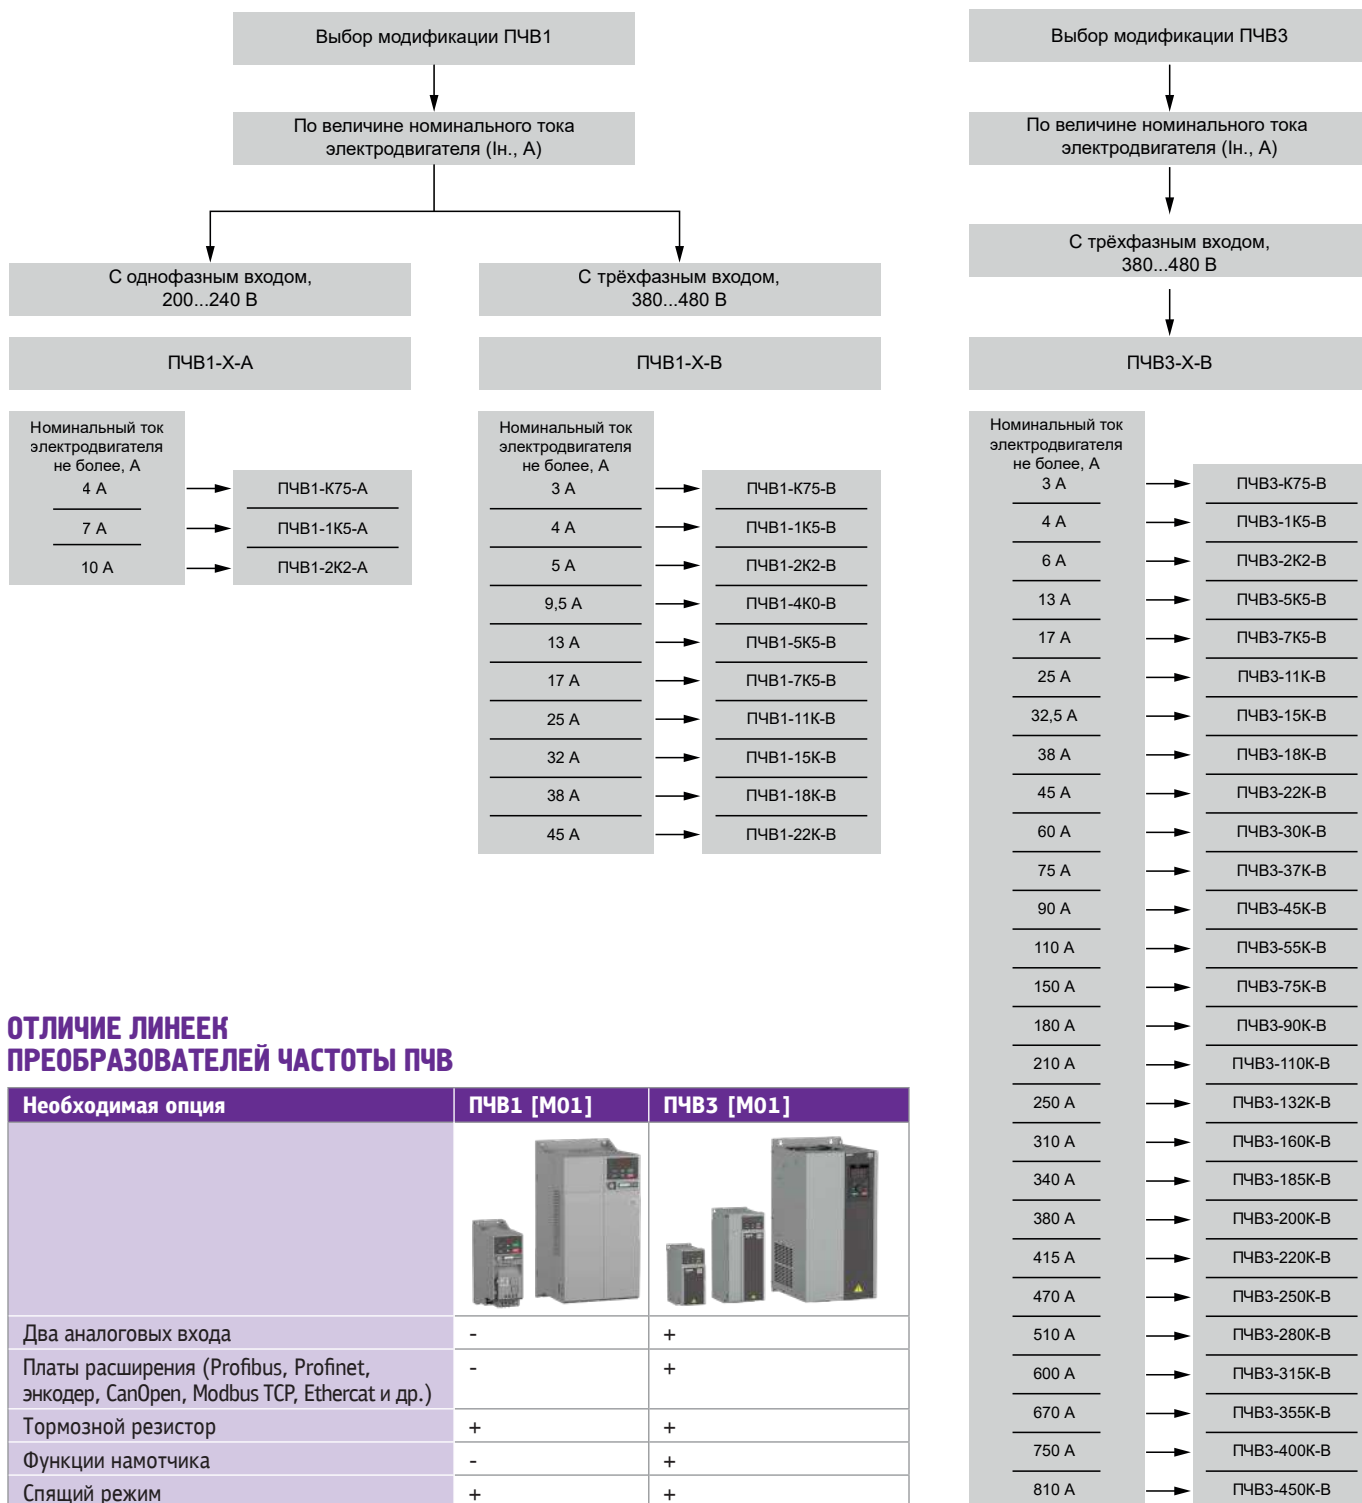 Выбор модификации ПЧВ1
По величине номинального тока
электродвигателя (Iн., А)
С однофазным входом,
200...240 В
С трёхфазным входом,
380...480 В
ПЧВ1-Х-А
ПЧВ1-Х-В
Номинальный ток
электродвигателя
не более, А
4 А
ПЧВ1-К75-А
7 А
ПЧВ1-1К5-А
10 А
ПЧВ1-2К2-А
Номинальный ток
электродвигателя
не более, А
3 А
ПЧВ1-К75-В
4 А
ПЧВ1-1К5-В
5 А
ПЧВ1-2К2-В
9,5 А
ПЧВ1-4К0-В
13 А
ПЧВ1-5К5-В
17 А
ПЧВ1-7К5-В
25 А
ПЧВ1-11К-В
32 А
ПЧВ1-15К-В
38 А
ПЧВ1-18К-В
45 А
ПЧВ1-22К-В
Выбор модификации ПЧВ3
По величине номинального тока
электродвигателя (Iн., А)
С трёхфазным входом,
380...480 В
ПЧВ3-Х-В
Номинальный ток
электродвигателя
не более, А
3 А
ПЧВ3-К75-В
4 А
ПЧВ3-1К5-В
6 А
ПЧВ3-2К2-В
13 А
ПЧВ3-5К5-В
17 А
ПЧВ3-7К5-В
25 А
ПЧВ3-11К-В
32,5 А
ПЧВ3-15К-В
38 А
ПЧВ3-18К-В
45 А
ПЧВ3-22К-В
60 А
ПЧВ3-30К-В
75 А
ПЧВ3-37К-В
90 А
ПЧВ3-45К-В
110 А
ПЧВ3-55К-В
150 А
ПЧВ3-75К-В
180 А
ПЧВ3-90К-В
210 А
ПЧВ3-110К-В
250 А
ПЧВ3-132К-В
310 А
ПЧВ3-160К-В
340 А
ПЧВ3-185К-В
380 А
ПЧВ3-200К-В
415 А
ПЧВ3-220К-В
470 А
ПЧВ3-250К-В
510 А
ПЧВ3-280К-В
600 А
ПЧВ3-315К-В
670 А
ПЧВ3-355К-В
750 А
ПЧВ3-400К-В
810 А
ПЧВ3-450К-В
ОТЛИЧИЕ ЛИНЕЕК
ПРЕОБРАЗОВАТЕЛЕЙ ЧАСТОТЫ ПЧВ
Необходимая опция ПЧВ1 [М01] ПЧВ3 [М01]
Два аналоговых входа - +
Платы расширения (Profibus, Profinet, - +
энкодер, CanOpen, Modbus TCP, Ethercat и др.)
Тормозной резистор + +
Функции намотчика - +
Спящий режим + +